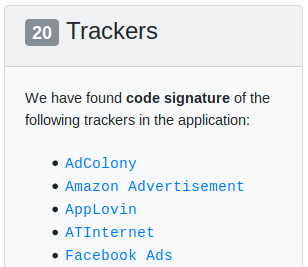 20 Trackers
We have found code signature of the
following trackers in the application:
• AdColony
• Amazon Advertisement
• AppLovin
• ATInternet
• Facebook Ads